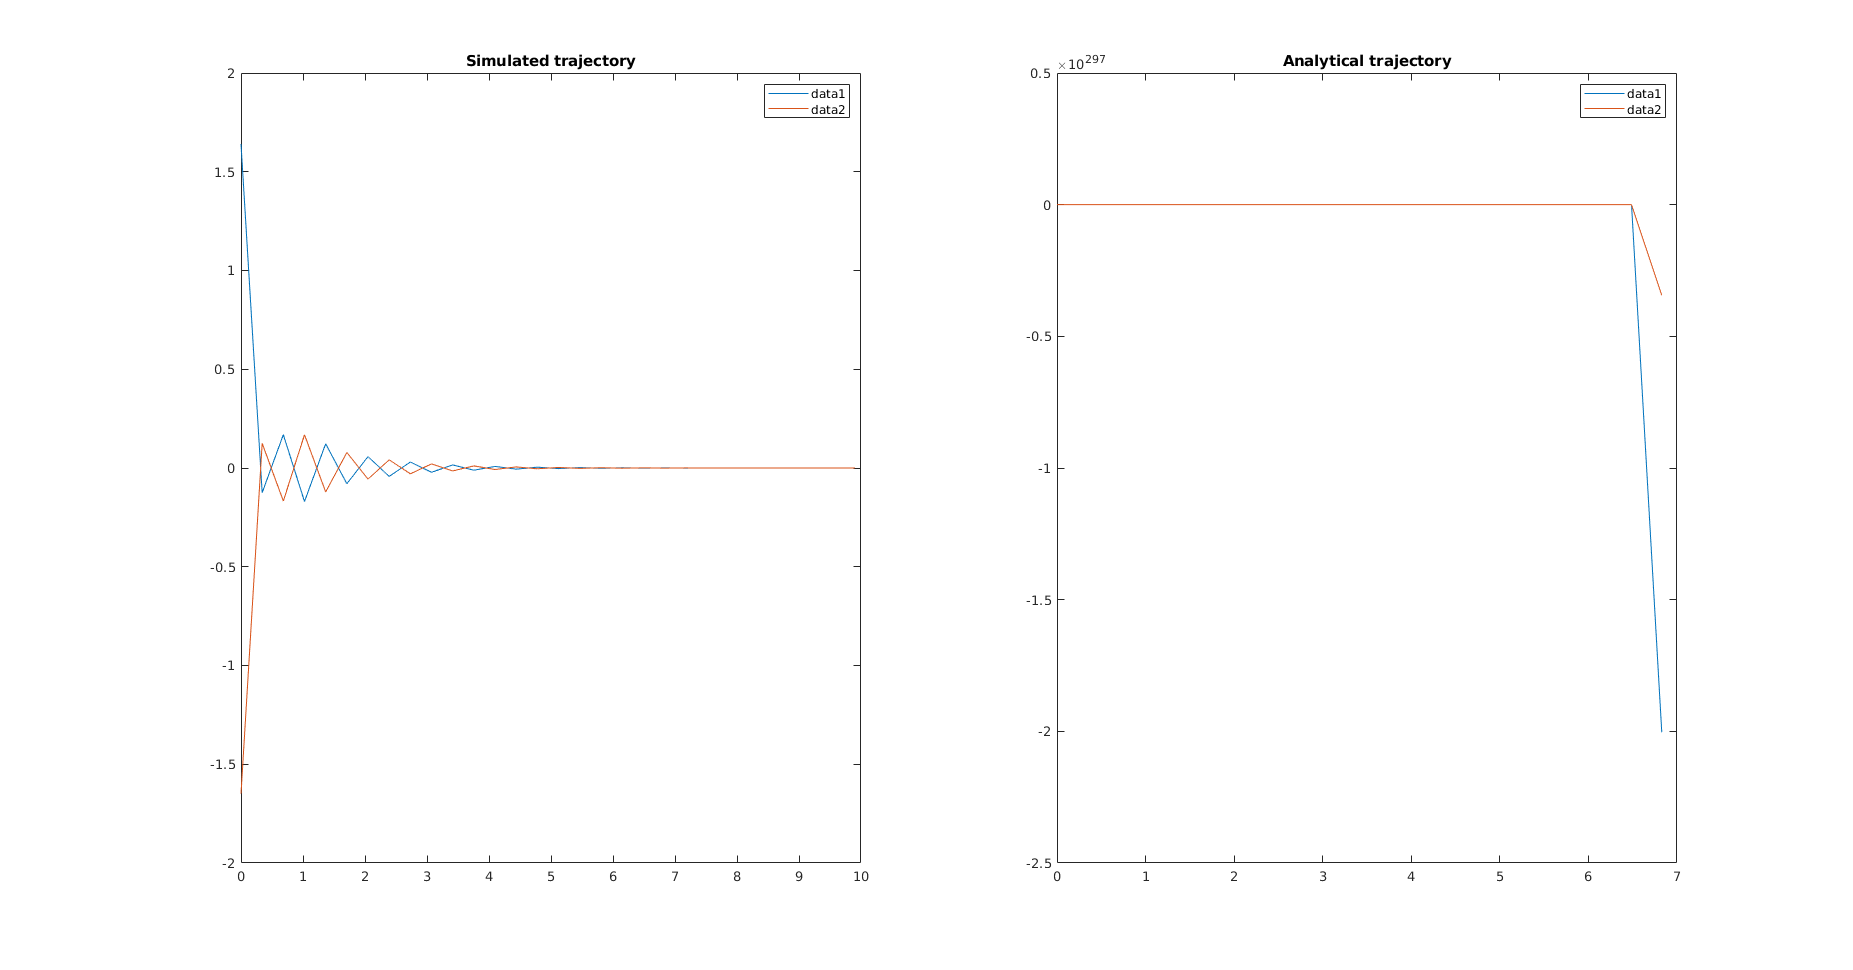 Simulated trajectory
2
1.5
1
0.5
0
-0.5
-1
-1.5
-2
0 1 2 3 4 5 6 7 8 9 10
data1
data2
Analytical trajectory
×10^297
0.5
0
-0.5
-1
-1.5
-2
-2.5
0 1 2 3 4 5 6 7
data1
data2